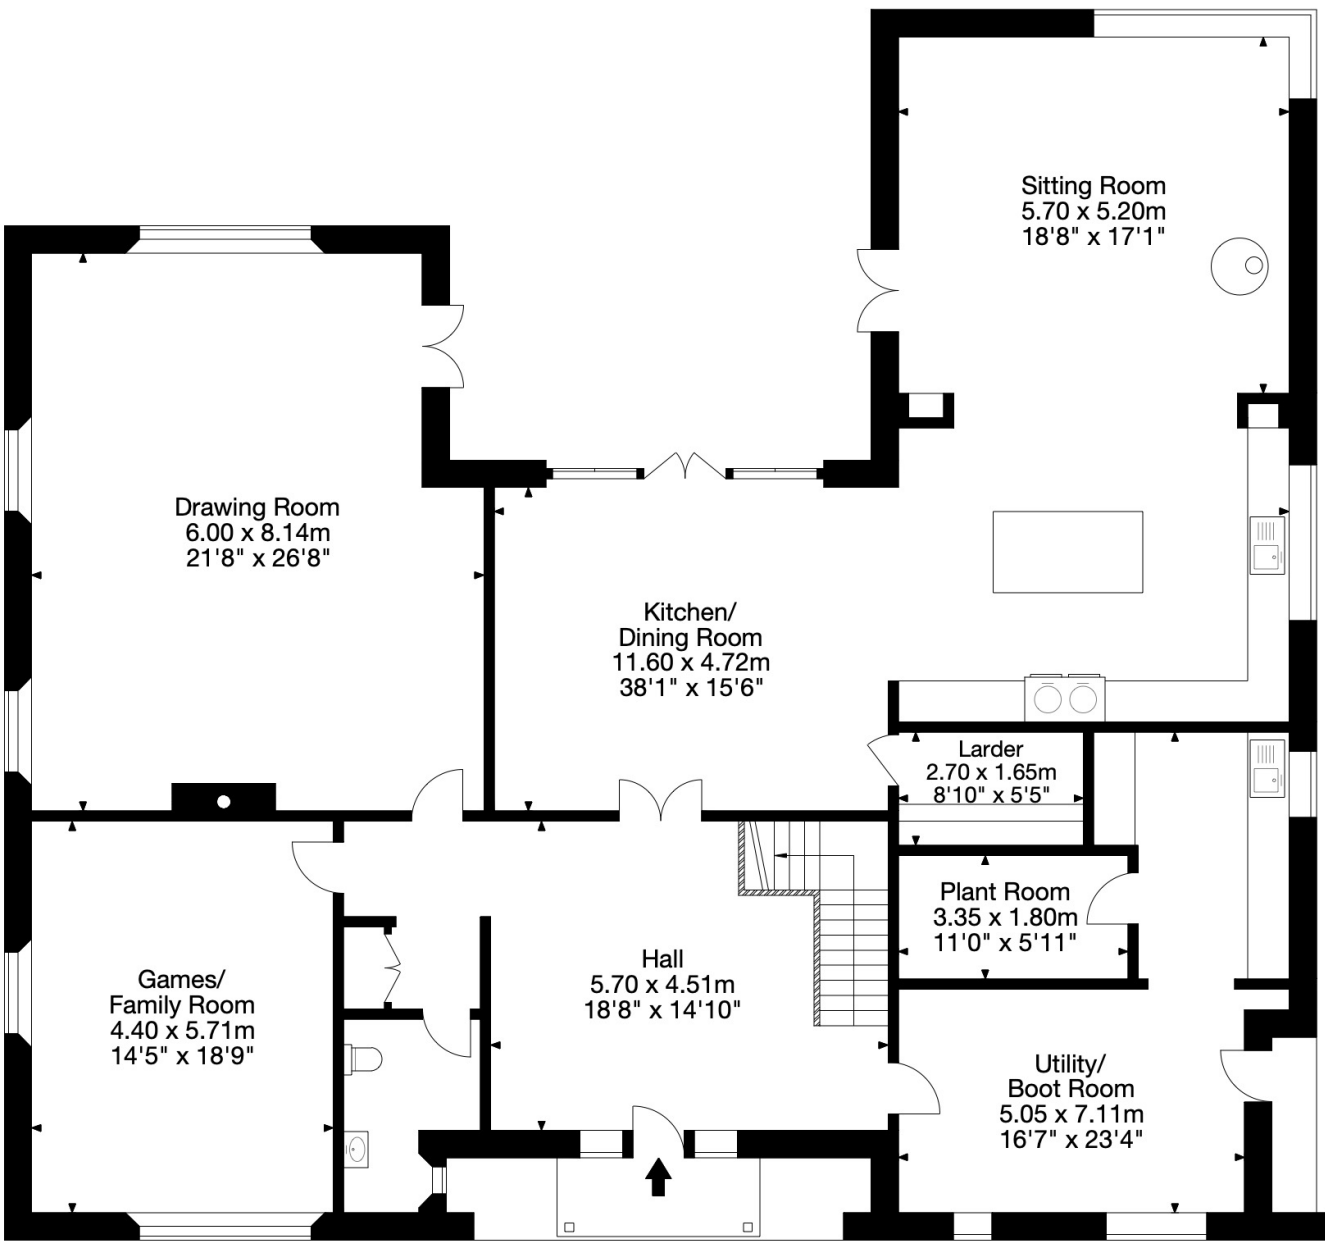 Sitting Room
5.70 x 5.20m
18'8" x 17'1"
Drawing Room
6.00 x 8.14m
21'8" x 26'8"
Kitchen/
Dining Room
11.60 x 4.72m
38'1" x 15'6"
Larder
2.70 x 1.65m
8'10" x 5'5"
Plant Room
3.35 x 1.80m
11'0" x 5'11"
Hall
5.70 x 4.51m
18'8" x 14'10"
Games/
Family Room
4.40 x 5.71m
14'5" x 18'9"
Utility/
Boot Room
5.05 x 7.11m
16'7" x 23'4"